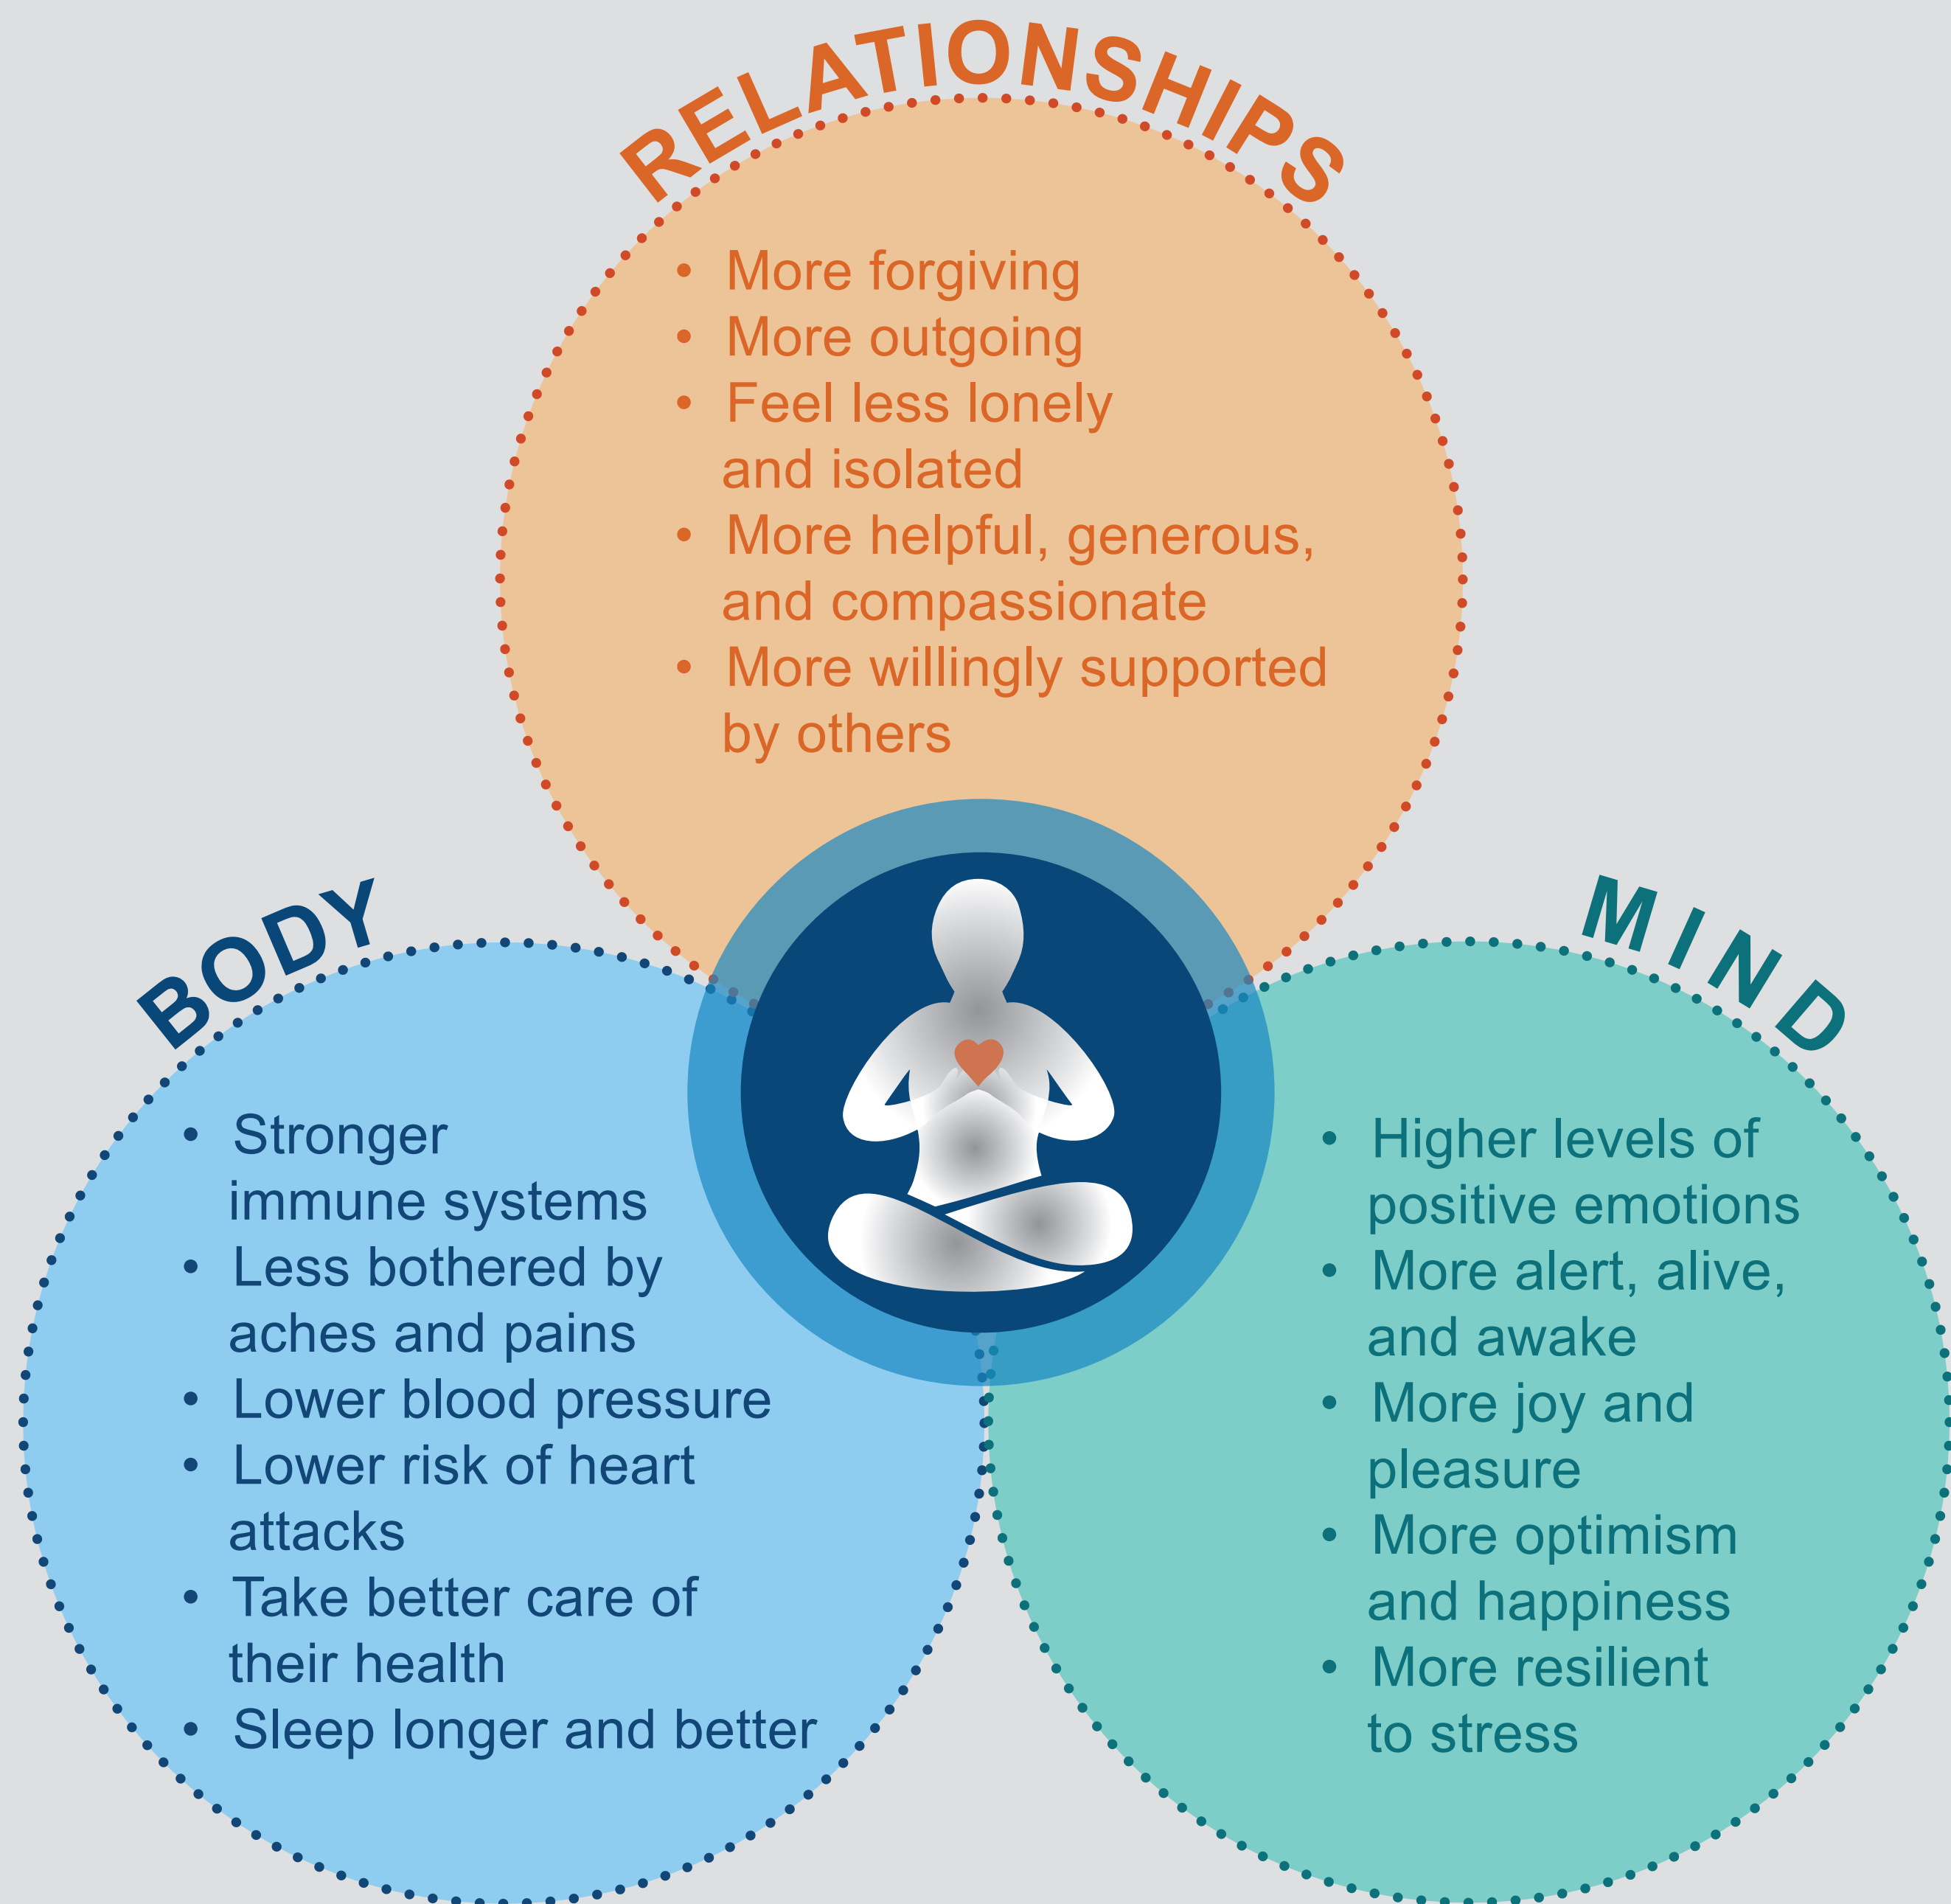 RELATIONSHIPS
• More forgiving
• More outgoing
• Feel less lonely
and isolated
• More helpful, generous,
and compassionate
• More willingly supported
by others
BODY
• Stronger
immune systems
• Less bothered by
aches and pains
• Lower blood pressure
• Lower risk of heart
attacks
• Take better care of
their health
• Sleep longer and better
MIND
• Higher levels of
positive emotions
• More alert, alive,
and awake
• More joy and
pleasure
• More optimism
and happiness
• More resilient
to stress